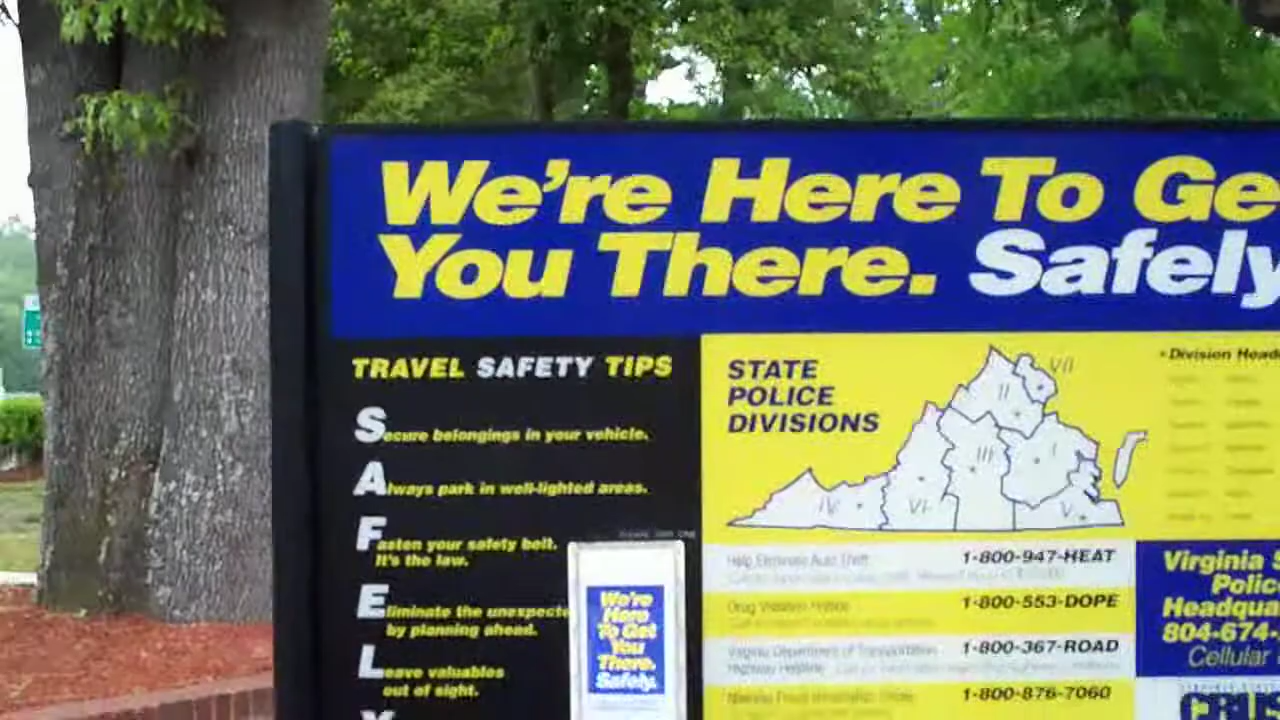 We're Here To Ge
You There. Safely
TRAVEL SAFETY TIPS
Secure belongings in your vehicle.
Always park in well-lighted areas.
Fasten your safety belt.
It's the law.
Eliminate the unexpecte
by planning ahead.
Leave valuables
out of sight.
Y
We're
Here
To Get
You
There.
Safely.
STATE
POLICE
DIVISIONS
VII
II
III
I
IV
VI
V
• Division Head
Help Eliminate Auto Theft
1-800-947-HEAT
Drug Violation Hotline
1-800-553-DOPE
Virginia Department of Transportation
Highway Helpline
1-800-367-ROAD
1-800-876-7060
Virginia S
Polic
Headqua
804-674-
Cellular